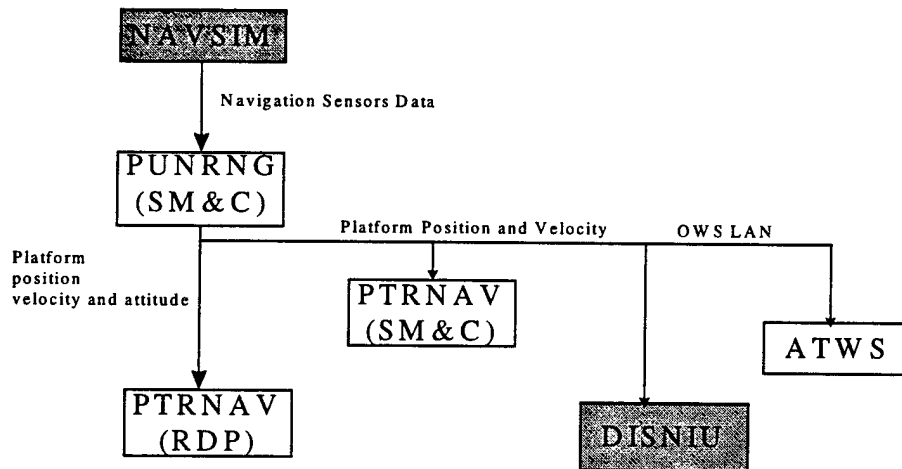 NAVSIM
Navigation Sensors Data
PUNRNG
(SM&C)
Platform Position and Velocity
OWS LAN
Platform
position
velocity and attitude
PTRNAV
(SM&C)
ATWS
PTRNAV
(RDP)
DISNIU